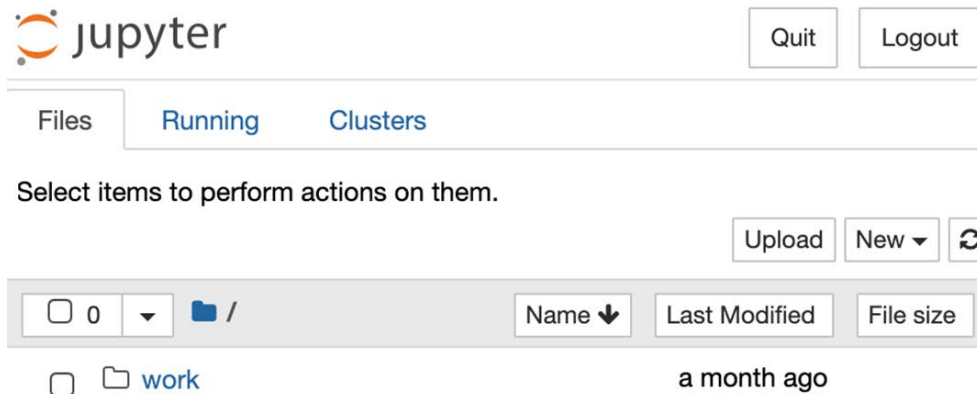 jupyter Quit Logout
Files Running Clusters
Select items to perform actions on them.
Upload New
0 / Name Last Modified File size
work a month ago